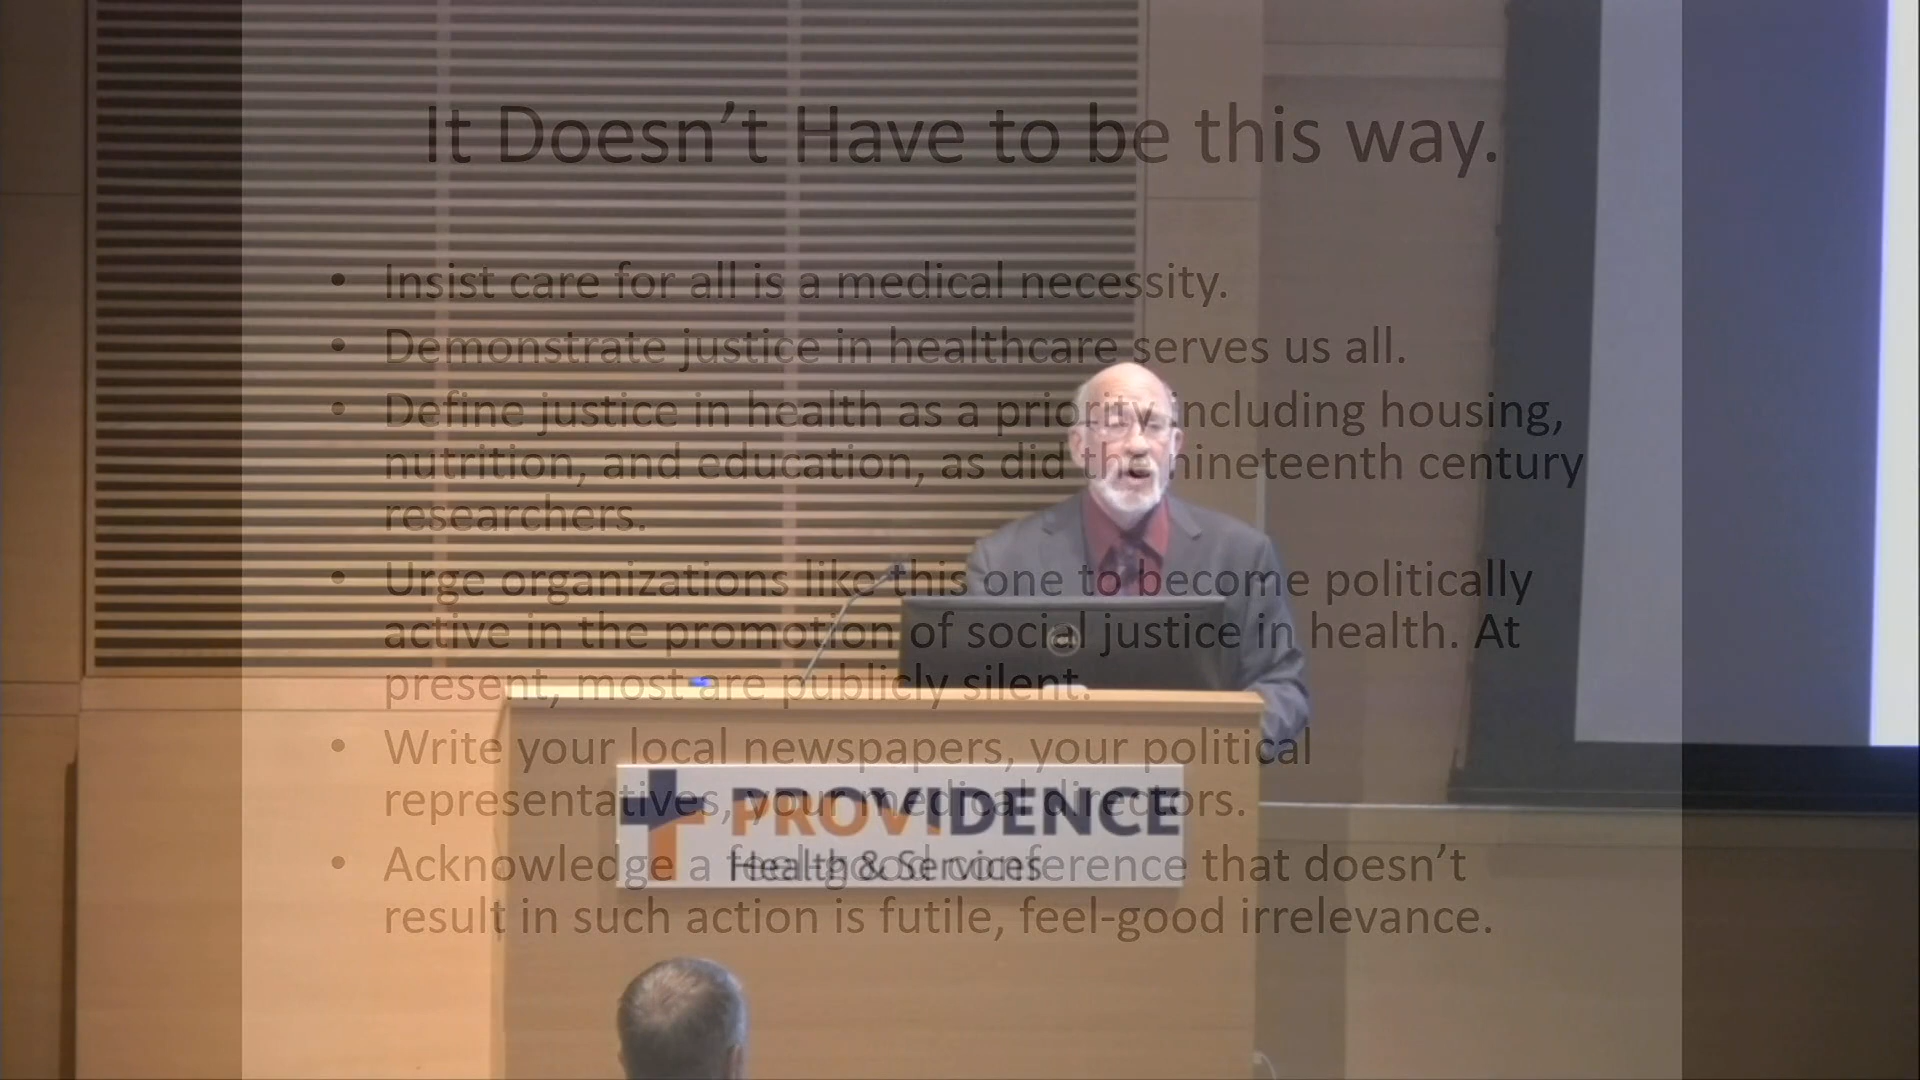 It Doesn't Have to be this way.
• Insist care for all is a medical necessity.
• Demonstrate justice in healthcare serves us all.
• Define justice in health as a priority including housing,
nutrition, and education, as did the nineteenth century
researchers.
• Urge organizations like this one to become politically
active in the promotion of social justice in health. At
present, most are publicly silent.
• Write your local newspapers, your political
representatives, your medical directors.
• Acknowledge a feel-good conference that doesn't
result in such action is futile, feel-good irrelevance.
PROVIDENCE
Health & Services